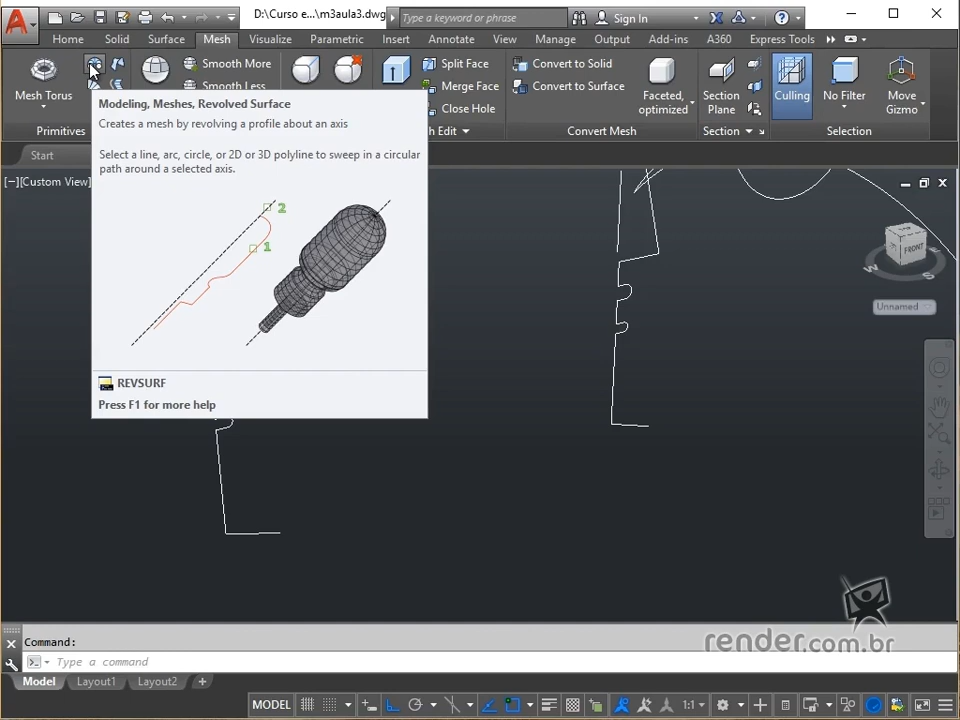 D:\Curso e...\m3aula3.dwg
Type a keyword or phrase
Sign In
Home
Solid
Surface
Mesh
Visualize
Parametric
Insert
Annotate
View
Manage
Output
Add-ins
A360
Express Tools
Mesh Torus
Primitives
Smooth More
Smooth Less
Split Face
Merge Face
Close Hole
Convert to Solid
Convert to Surface
Faceted,
optimized
Convert Mesh
Section
Plane
Section
Culling
No Filter
Move
Gizmo
Selection
Start
[−][Custom View]
Modeling, Meshes, Revolved Surface
Creates a mesh by revolving a profile about an axis
Select a line, arc, circle, or 2D or 3D polyline to sweep in a circular
path around a selected axis.
2
1
REVSURF
Press F1 for more help
FRONT
W
S
Unnamed
render.com.br
Command:
Type a command
Model
Layout1
Layout2
MODEL
1:1